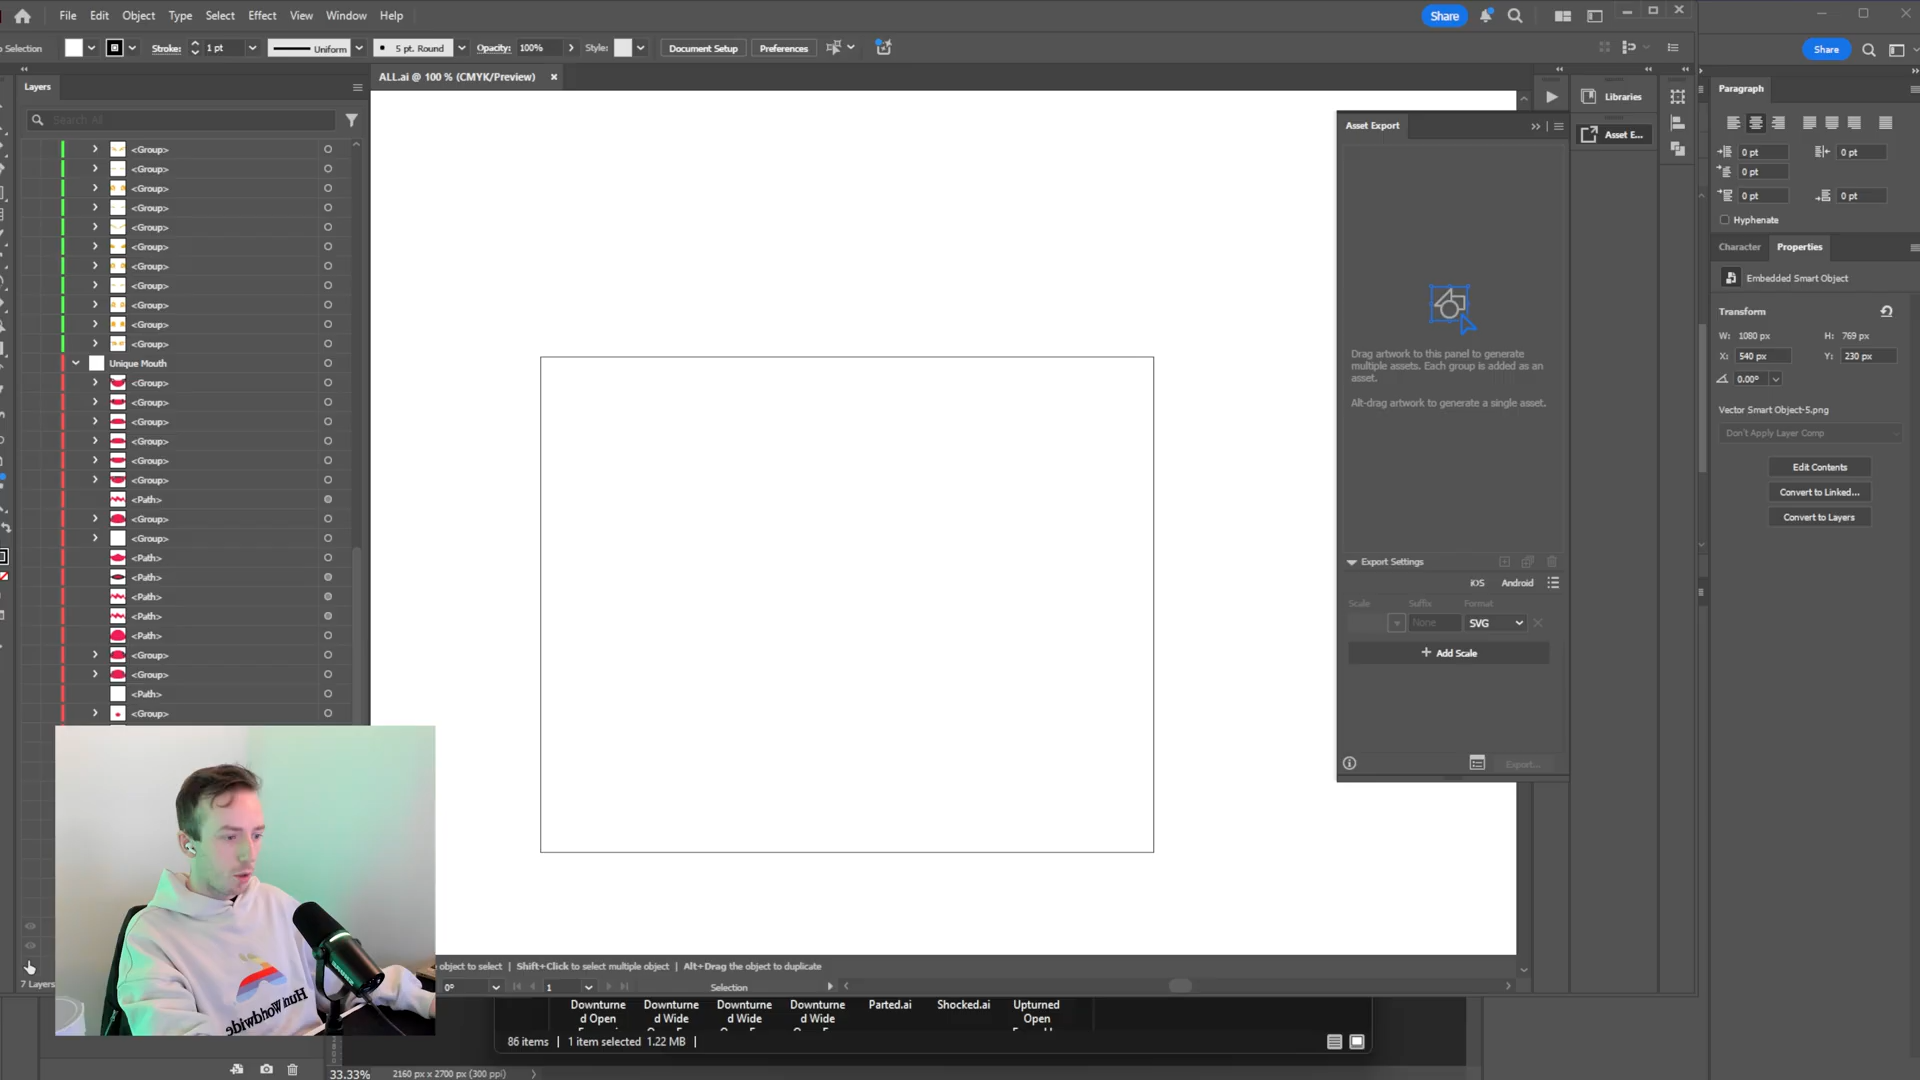 File Edit Object Type Select Effect View Window Help
Share
Share
Selection
Stroke: 1 pt Uniform 5 pt. Round Opacity: 100% Style: Document Setup Preferences
Layers
ALL.ai @ 100 % (CMYK/Preview)
Search All
<Group>
<Group>
<Group>
<Group>
<Group>
<Group>
<Group>
<Group>
<Group>
<Group>
<Group>
Unique Mouth
<Group>
<Group>
<Group>
<Group>
<Group>
<Group>
<Path>
<Group>
<Group>
<Path>
<Path>
<Path>
<Path>
<Path>
<Group>
<Group>
<Path>
<Group>
7 Layers
Asset Export
Drag artwork to this panel to generate
multiple assets. Each group is added as an
asset.
Alt-drag artwork to generate a single asset.
Export Settings
iOS Android
Scale Suffix Format
None SVG
+ Add Scale
Export...
Libraries
Asset E...
Paragraph
0 pt 0 pt
0 pt
0 pt 0 pt
Hyphenate
Character Properties
Embedded Smart Object
Transform
W: 1080 px H: 769 px
X: 540 px Y: 230 px
0.00°
Vector Smart Object-5.png
Don't Apply Layer Comp
Edit Contents
Convert to Linked...
Convert to Layers
Huni Worldwide
object to select | Shift+Click to select multiple object | Alt+Drag the object to duplicate
0° 1 Selection
Downturne Downturne Downturne Downturne Parted.ai Shocked.ai Upturned
d Open d Wide d Wide d Wide Open
86 items | 1 item selected 1.22 MB |
33.33% 2160 px x 2700 px (300 ppi)